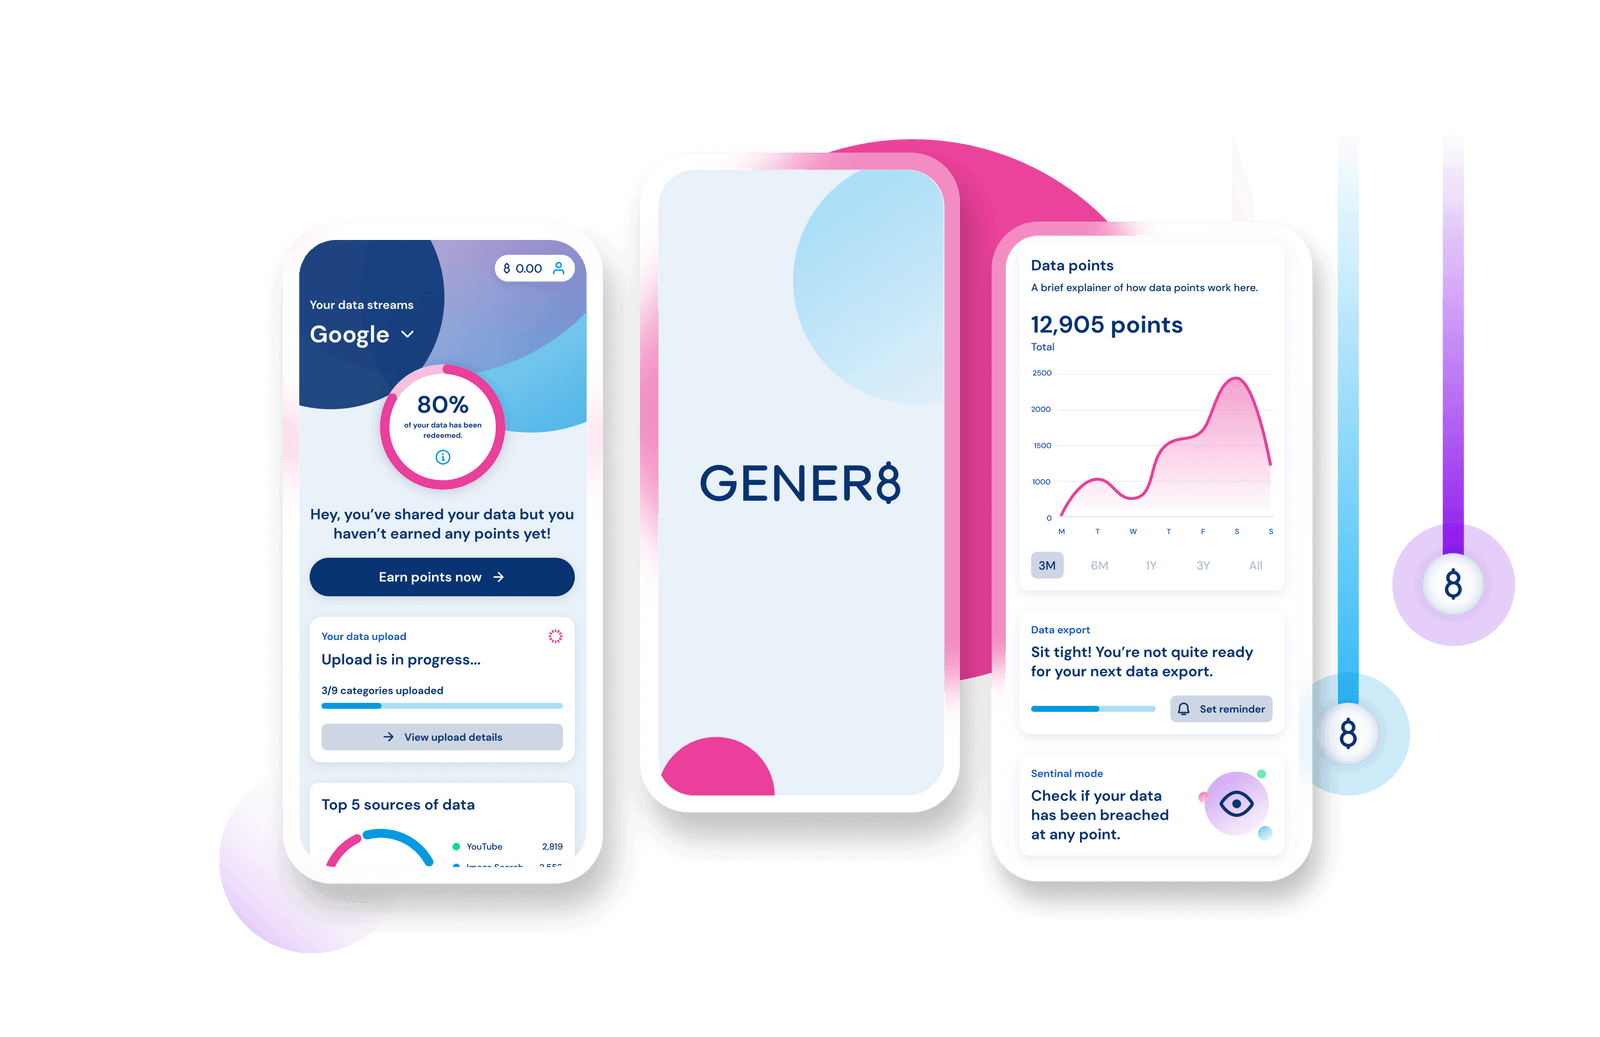 8 0.00
Your data streams
Google
80%
of your data has been
redeemed.
Hey, you’ve shared your data but you
haven’t earned any points yet!
Earn points now
Your data upload
Upload is in progress...
3/9 categories uploaded
View upload details
Top 5 sources of data
YouTube 2,819
Image Search
GENER8
Data points
A brief explainer of how data points work here.
12,905 points
Total
2500
2000
1500
1000
0
M T W T F S S
3M 6M 1Y 3Y All
Data export
Sit tight! You’re not quite ready
for your next data export.
Set reminder
Sentinal mode
Check if your data
has been breached
at any point.
8
8